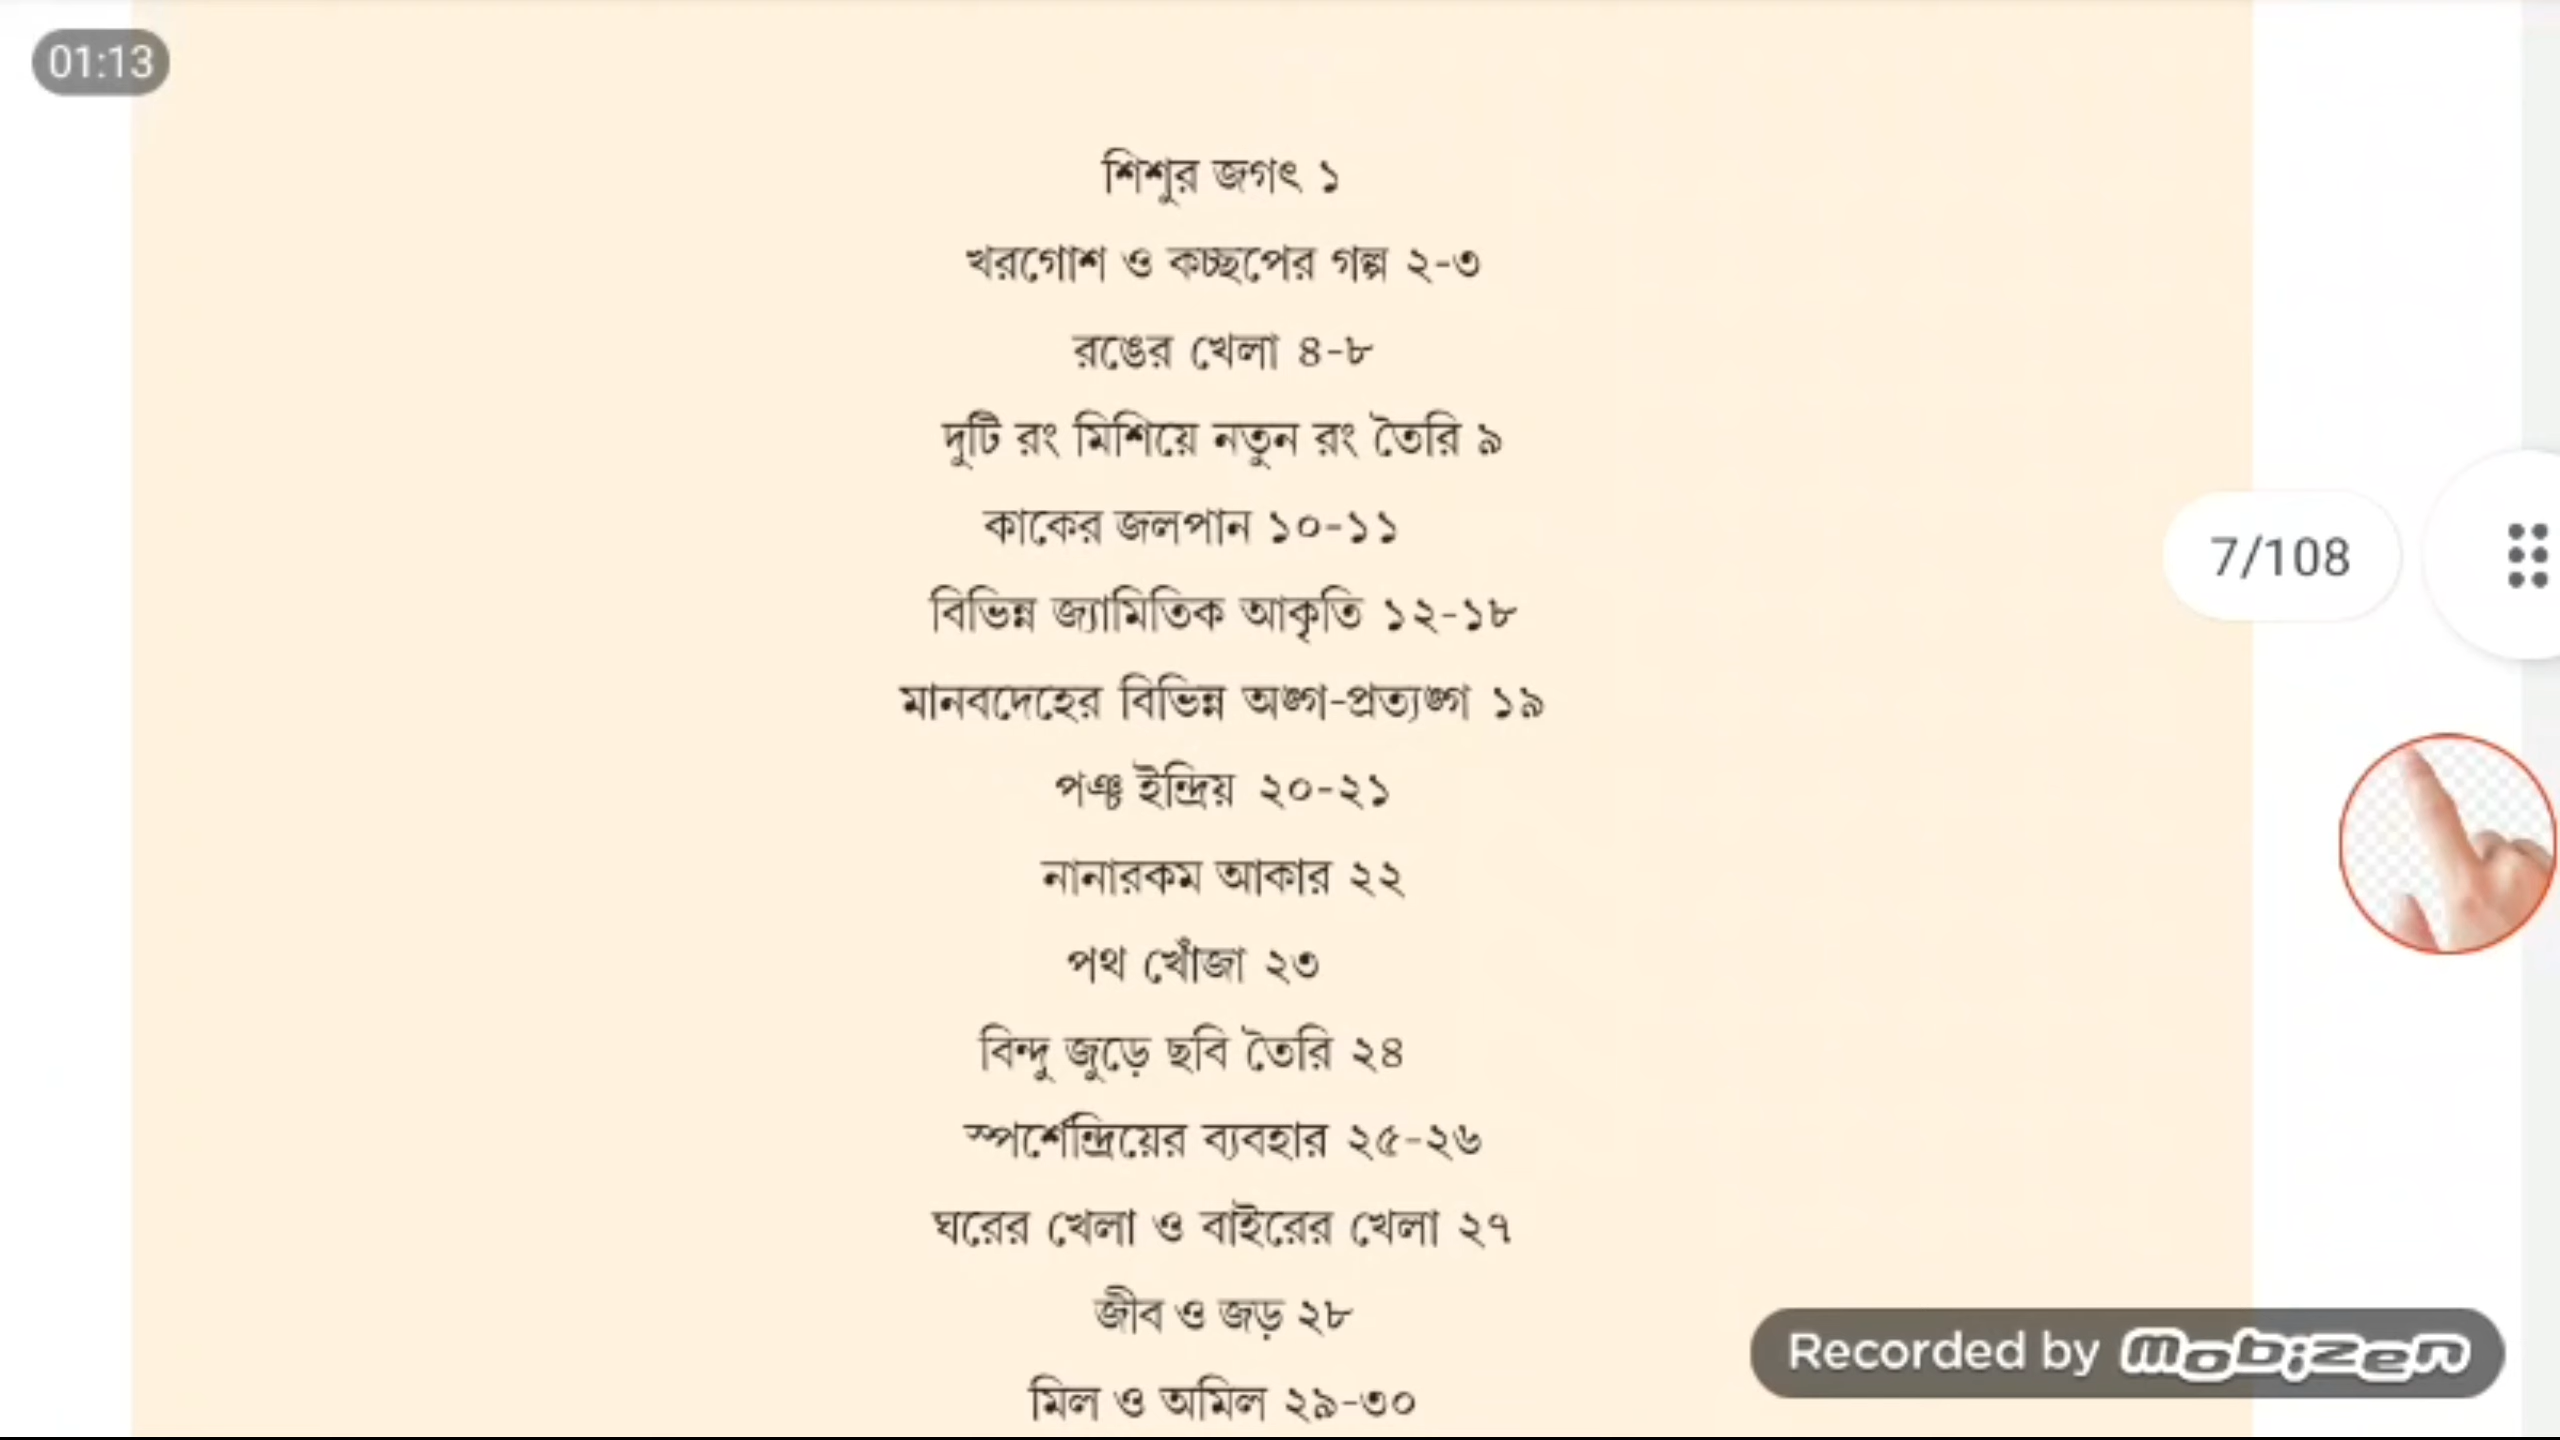 01:13
শিশুর জগৎ ১
খরগোশ ও কচ্ছপের গল্প ২-৩
রঙের খেলা ৪-৮
দুটি রং মিশিয়ে নতুন রং তৈরি ৯
কাকের জলপান ১০-১১
বিভিন্ন জ্যামিতিক আকৃতি ১২-১৮
মানবদেহের বিভিন্ন অঙ্গ-প্রত্যঙ্গ ১৯
পঞ্চ ইন্দ্রিয় ২০-২১
নানারকম আকার ২২
পথ খোঁজা ২৩
বিন্দু জুড়ে ছবি তৈরি ২৪
স্পর্শেন্দ্রিয়ের ব্যবহার ২৫-২৬
ঘরের খেলা ও বাইরের খেলা ২৭
জীব ও জড় ২৮
মিল ও অমিল ২৯-৩০
7/108
Recorded by mobizen